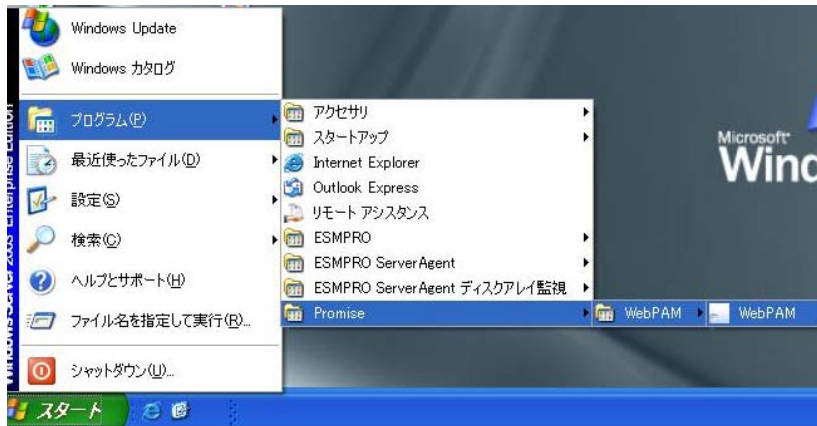 Windows Update
Windows カタログ
プログラム(P)
最近使ったファイル(D)
設定(S)
検索(C)
ヘルプとサポート(H)
ファイル名を指定して実行(R)...
シャットダウン(U)...
アクセサリ
スタートアップ
Internet Explorer
Outlook Express
リモート アシスタンス
ESMPRO
ESMPRO ServerAgent
ESMPRO ServerAgent ディスクアレイ監視
Promise
WebPAM
WebPAM
Microsoft
Wind
Windows Server 2003 Enterprise Edition
スタート